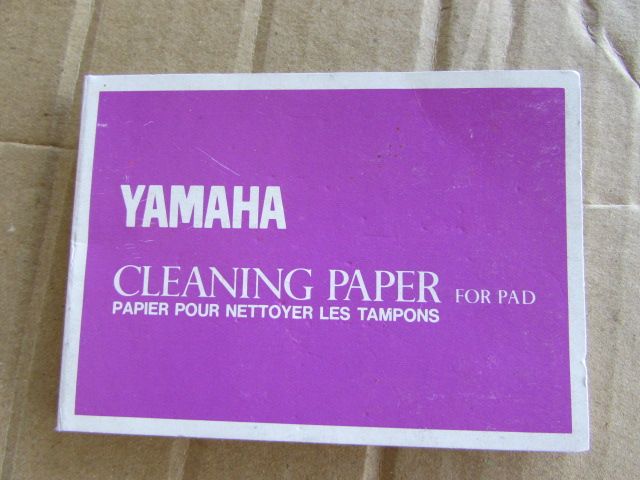 YAMAHA
CLEANING PAPER FOR PAD
PAPIER POUR NETTOYER LES TAMPONS